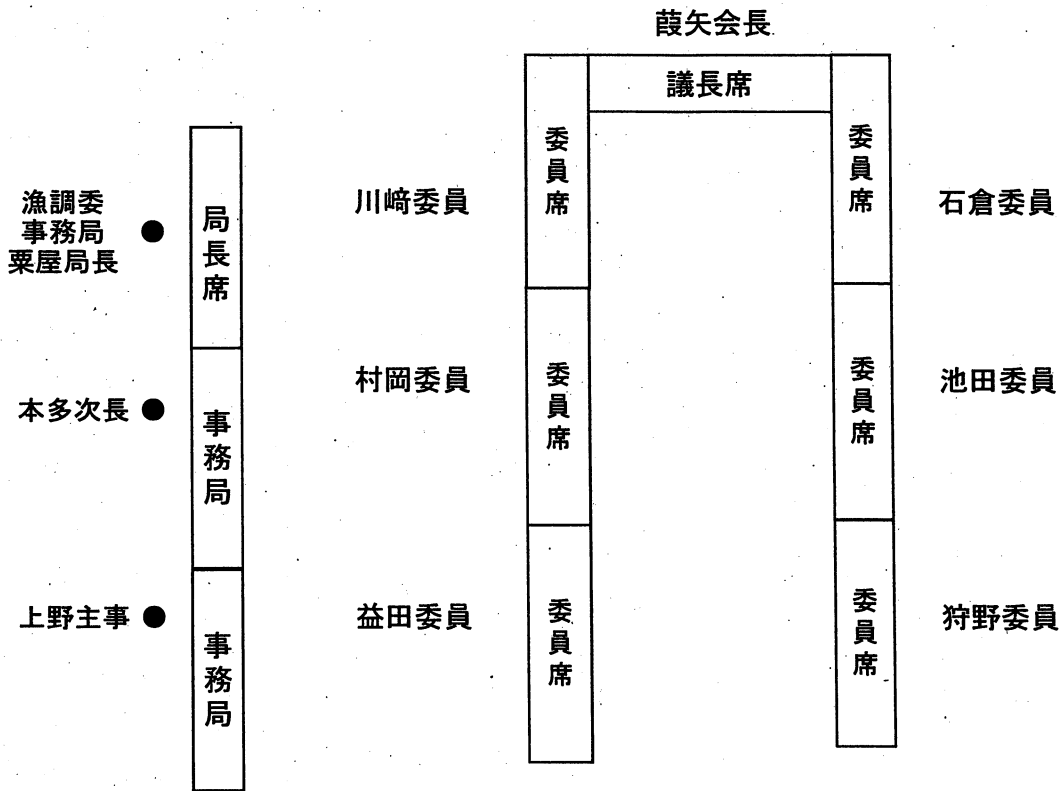 葭矢会長
議長席
漁調委
事務局
粟屋局長
局長席
川﨑委員
委員席
委員席
石倉委員
本多次長
事務局
村岡委員
委員席
委員席
池田委員
上野主事
事務局
益田委員
委員席
委員席
狩野委員